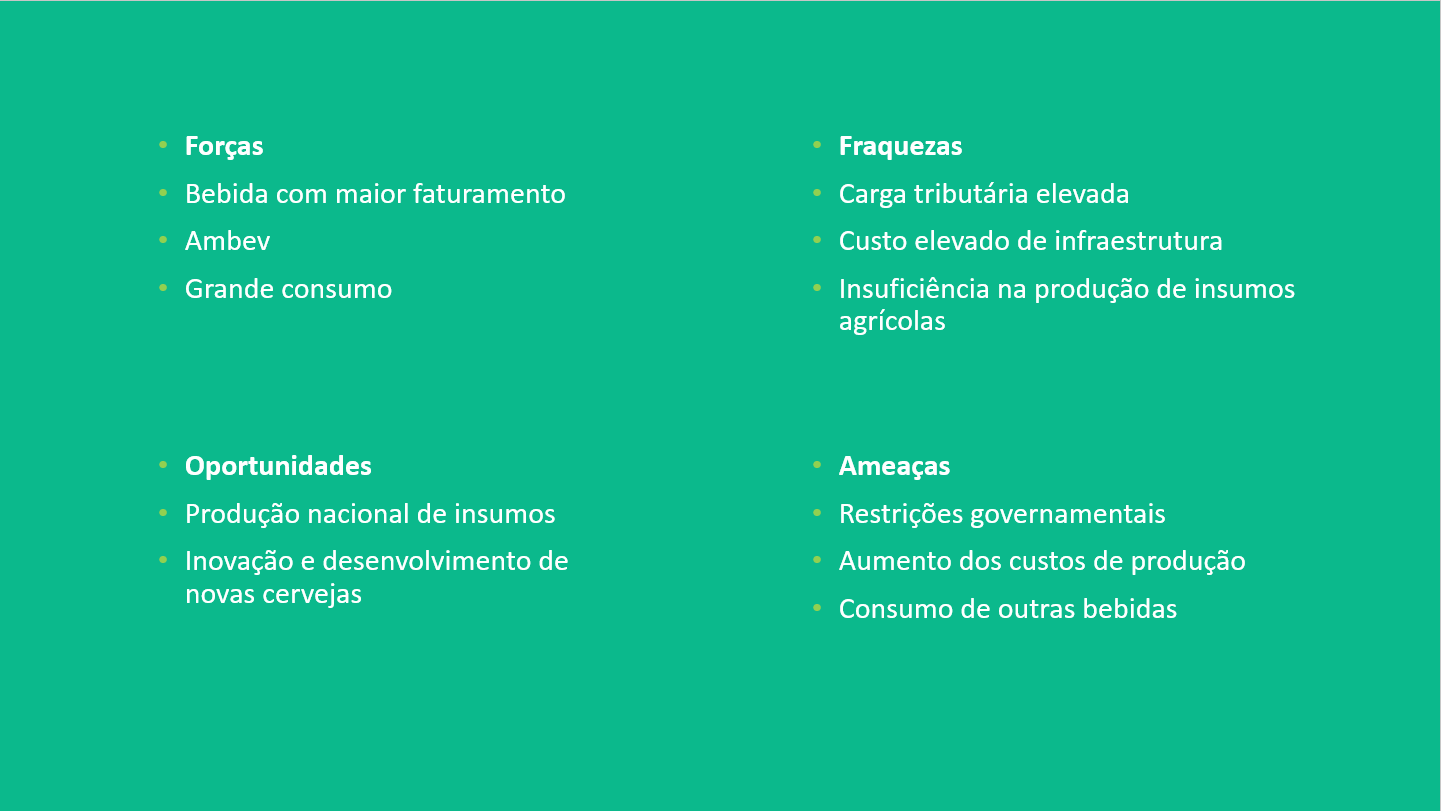 • Forças
• Bebida com maior faturamento
• Ambev
• Grande consumo
• Fraquezas
• Carga tributária elevada
• Custo elevado de infraestrutura
• Insuficiência na produção de insumos
agrícolas
• Oportunidades
• Produção nacional de insumos
• Inovação e desenvolvimento de
novas cervejas
• Ameaças
• Restrições governamentais
• Aumento dos custos de produção
• Consumo de outras bebidas